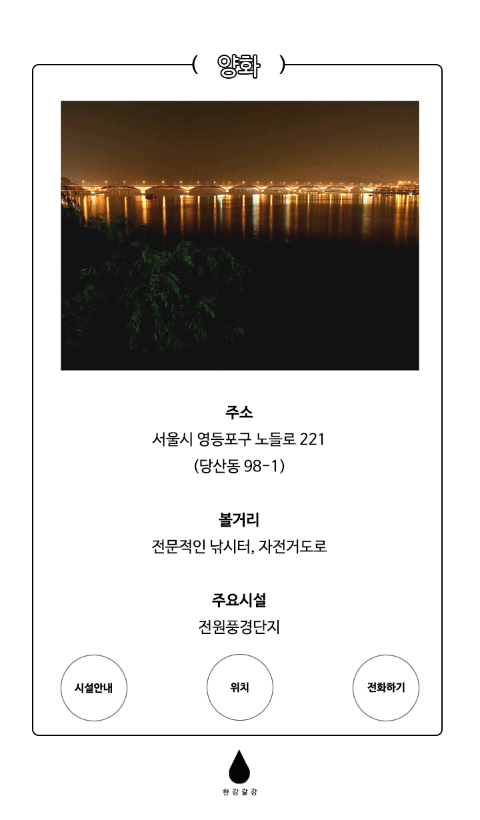 ( 양화 )
주소
서울시 영등포구 노들로 221
(당산동 98-1)
볼거리
전문적인 낚시터, 자전거도로
주요시설
전원풍경단지
시설안내
위치
전화하기
한강갈강